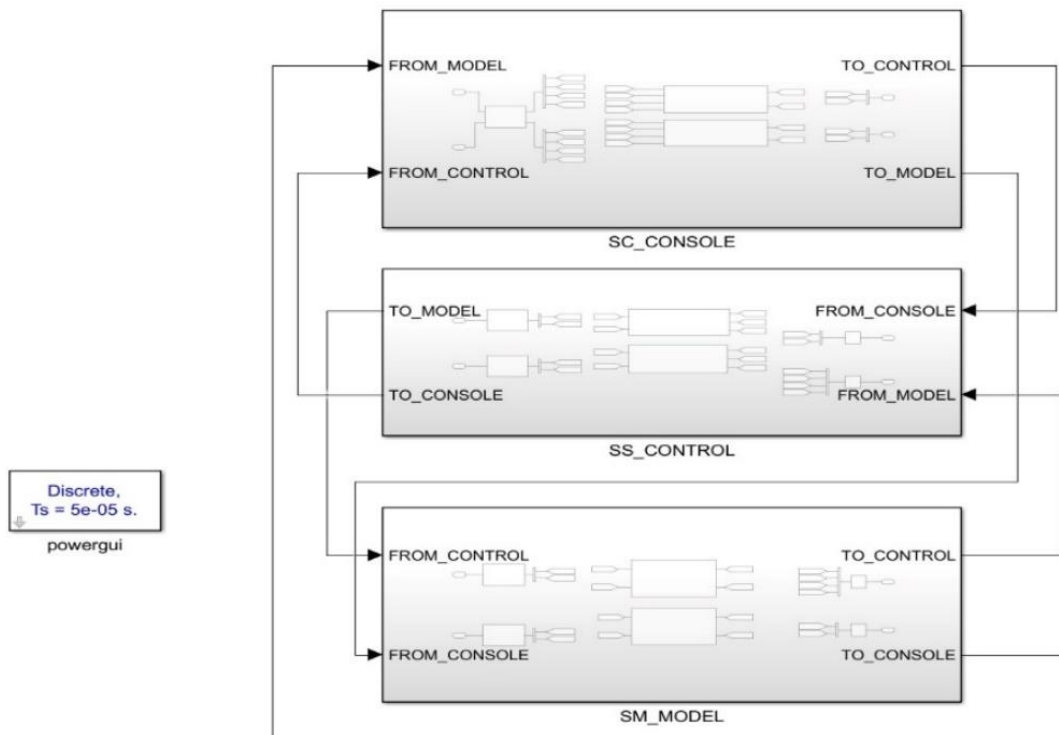 FROM_MODEL
TO_CONTROL
FROM_CONTROL
TO_MODEL
SC_CONSOLE
TO_MODEL
FROM_CONSOLE
TO_CONSOLE
FROM_MODEL
SS_CONTROL
Discrete,
Ts = 5e-05 s.
powergui
FROM_CONTROL
TO_CONTROL
FROM_CONSOLE
TO_CONSOLE
SM_MODEL